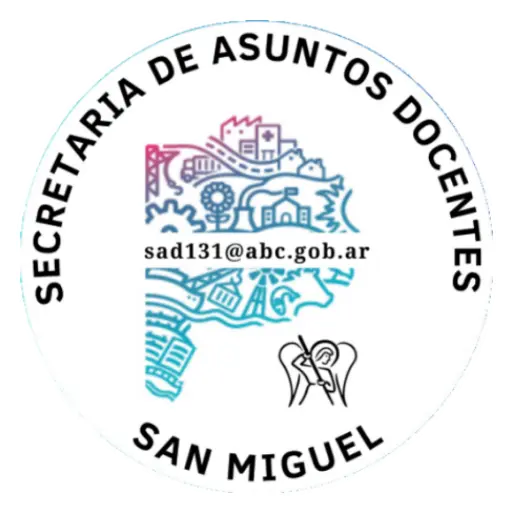 SECRETARIA DE ASUNTOS DOCENTES
sad131@abc.gob.ar
SAN MIGUEL